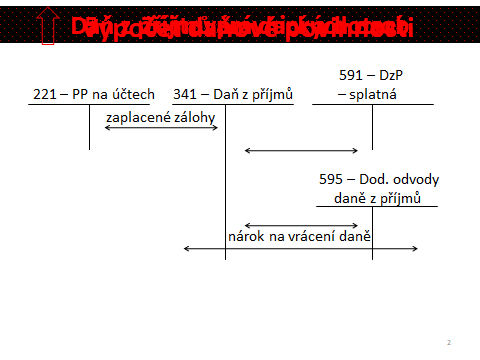 591 – DzP
221 – PP na účtech
341 – Daň z příjmů
– splatná
zaplacené zálohy
595 – Dod. odvody
daně z příjmů
nárok na vrácení daně
2